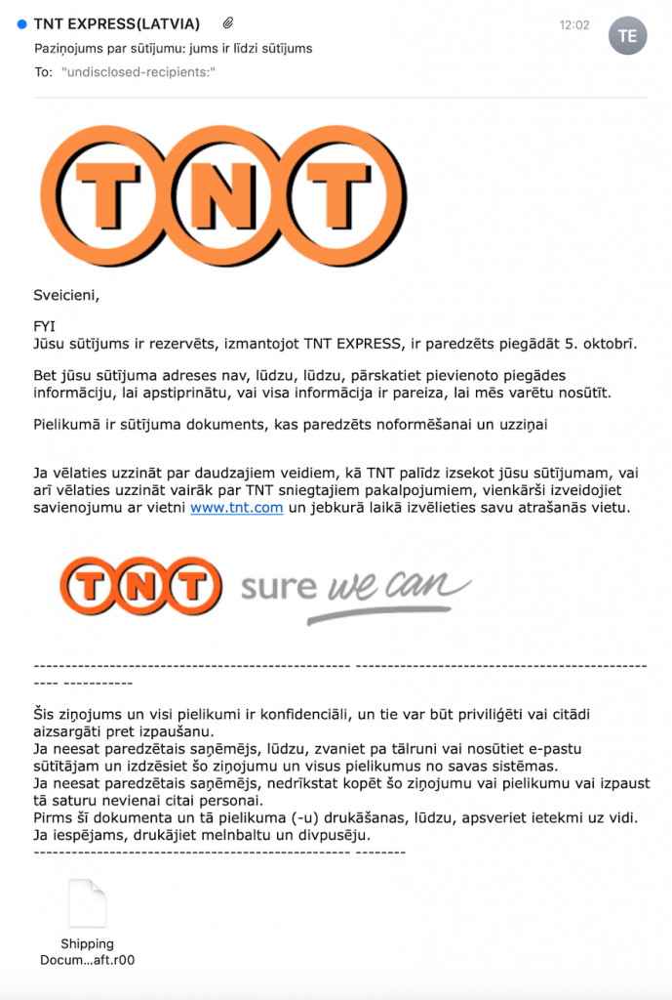 TNT EXPRESS(LATVIA)
12:02
TE
Paziņojums par sūtījumu: jums ir līdzi sūtījums
To: "undisclosed-recipients:"
TNT
Sveicieni,
FYI
Jūsu sūtījums ir rezervēts, izmantojot TNT EXPRESS, ir paredzēts piegādāt 5. oktobrī.
Bet jūsu sūtījuma adreses nav, lūdzu, lūdzu, pārskatiet pievienoto piegādes
informāciju, lai apstiprinātu, vai visa informācija ir pareiza, lai mēs varētu nosūtīt.
Pielikumā ir sūtījuma dokuments, kas paredzēts noformēšanai un uzziņai
Ja vēlaties uzzināt par daudzajiem veidiem, kā TNT palīdz izsekot jūsu sūtījumam, vai
arī vēlaties uzzināt vairāk par TNT sniegtajiem pakalpojumiem, vienkārši izveidojiet
savienojumu ar vietni www.tnt.com un jebkurā laikā izvēlieties savu atrašanās vietu.
TNT sure we can
-------------------------------------------------- ----------------------------------------------
---- -----------
Šis ziņojums un visi pielikumi ir konfidenciāli, un tie var būt priviliģēti vai citādi
aizsargāti pret izpaušanu.
Ja neesat paredzētais saņēmējs, lūdzu, zvaniet pa tālruni vai nosūtiet e-pastu
sūtītājam un izdzēsiet šo ziņojumu un visus pielikumus no savas sistēmas.
Ja neesat paredzētais saņēmējs, nedrīkstat kopēt šo ziņojumu vai pielikumu vai izpaust
tā saturu nevienai citai personai.
Pirms šī dokumenta un tā pielikuma (-u) drukāšanas, lūdzu, apsveriet ietekmi uz vidi.
Ja iespējams, drukājiet melnbaltu un divpusēju.
-------------------------------------------------- --------
Shipping
Docum...aft.r00